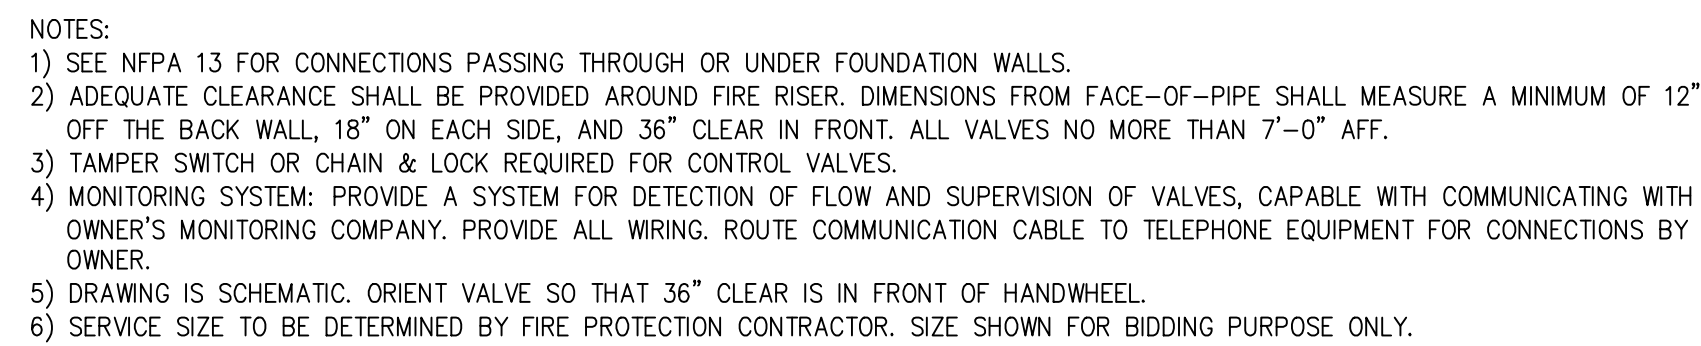 NOTES:
1) SEE NFPA 13 FOR CONNECTIONS PASSING THROUGH OR UNDER FOUNDATION WALLS.
2) ADEQUATE CLEARANCE SHALL BE PROVIDED AROUND FIRE RISER. DIMENSIONS FROM FACE-OF-PIPE SHALL MEASURE A MINIMUM OF 12"
OFF THE BACK WALL, 18" ON EACH SIDE, AND 36" CLEAR IN FRONT. ALL VALVES NO MORE THAN 7'-0" AFF.
3) TAMPER SWITCH OR CHAIN & LOCK REQUIRED FOR CONTROL VALVES.
4) MONITORING SYSTEM: PROVIDE A SYSTEM FOR DETECTION OF FLOW AND SUPERVISION OF VALVES, CAPABLE WITH COMMUNICATING WITH
OWNER'S MONITORING COMPANY. PROVIDE ALL WIRING. ROUTE COMMUNICATION CABLE TO TELEPHONE EQUIPMENT FOR CONNECTIONS BY
OWNER.
5) DRAWING IS SCHEMATIC. ORIENT VALVE SO THAT 36" CLEAR IS IN FRONT OF HANDWHEEL.
6) SERVICE SIZE TO BE DETERMINED BY FIRE PROTECTION CONTRACTOR. SIZE SHOWN FOR BIDDING PURPOSE ONLY.